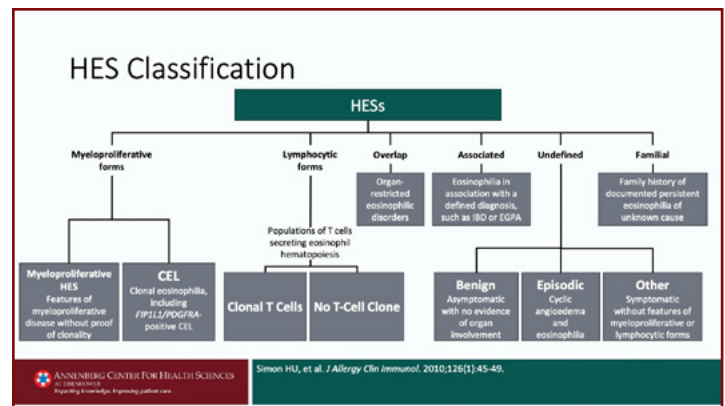 HES Classification
HESs
Myeloproliferative
forms
Lymphocytic
forms
Overlap
Associated
Undefined
Familial
Organ-
restricted
eosinophilic
disorders
Eosinophilia in
association with a
defined diagnosis,
such as IBD or EGPA
Family history of
documented persistent
eosinophilia of
unknown cause
Populations of T cells
secreting eosinophil
hematopoiesis
Myeloproliferative
HES
Features of
myeloproliferative
disease without proof
of clonality
CEL
Clonal eosinophilia,
including
FIP1L1/PDGFRA-
positive CEL
Clonal T Cells
No T-Cell Clone
Benign
Asymptomatic
with no evidence
of organ
involvement
Episodic
Cyclic
angioedema
and
eosinophilia
Other
Symptomatic
without features of
myeloproliferative or
lymphocytic forms
ANNENBERG CENTER FOR HEALTH SCIENCES
AT EISENHOWER
Imparting knowledge. Improving patient care.
Simon HU, et al. J Allergy Clin Immunol. 2010;126(1):45-49.